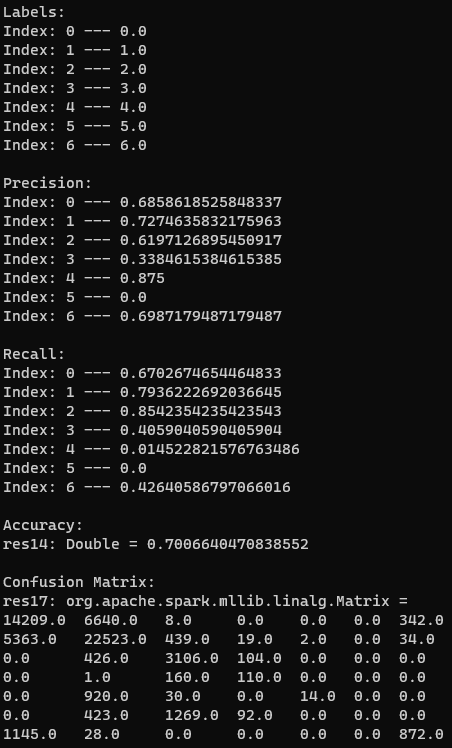 Labels:
Index: 0 --- 0.0
Index: 1 --- 1.0
Index: 2 --- 2.0
Index: 3 --- 3.0
Index: 4 --- 4.0
Index: 5 --- 5.0
Index: 6 --- 6.0
Precision:
Index: 0 --- 0.6858618525848337
Index: 1 --- 0.7274635832175963
Index: 2 --- 0.6197126895450917
Index: 3 --- 0.3384615384615385
Index: 4 --- 0.875
Index: 5 --- 0.0
Index: 6 --- 0.6987179487179487
Recall:
Index: 0 --- 0.6702674654464833
Index: 1 --- 0.7936222692036645
Index: 2 --- 0.8542354235423543
Index: 3 --- 0.4059040590405904
Index: 4 --- 0.014522821576763486
Index: 5 --- 0.0
Index: 6 --- 0.42640586797066016
Accuracy:
res14: Double = 0.7006640470838552
Confusion Matrix:
res17: org.apache.spark.mllib.linalg.Matrix =
14209.0 6640.0 8.0 0.0 0.0 0.0 342.0
5363.0 22523.0 439.0 19.0 2.0 0.0 34.0
0.0 426.0 3106.0 104.0 0.0 0.0 0.0
0.0 1.0 160.0 110.0 0.0 0.0 0.0
0.0 920.0 30.0 0.0 14.0 0.0 0.0
0.0 423.0 1269.0 92.0 0.0 0.0 0.0
1145.0 28.0 0.0 0.0 0.0 0.0 872.0